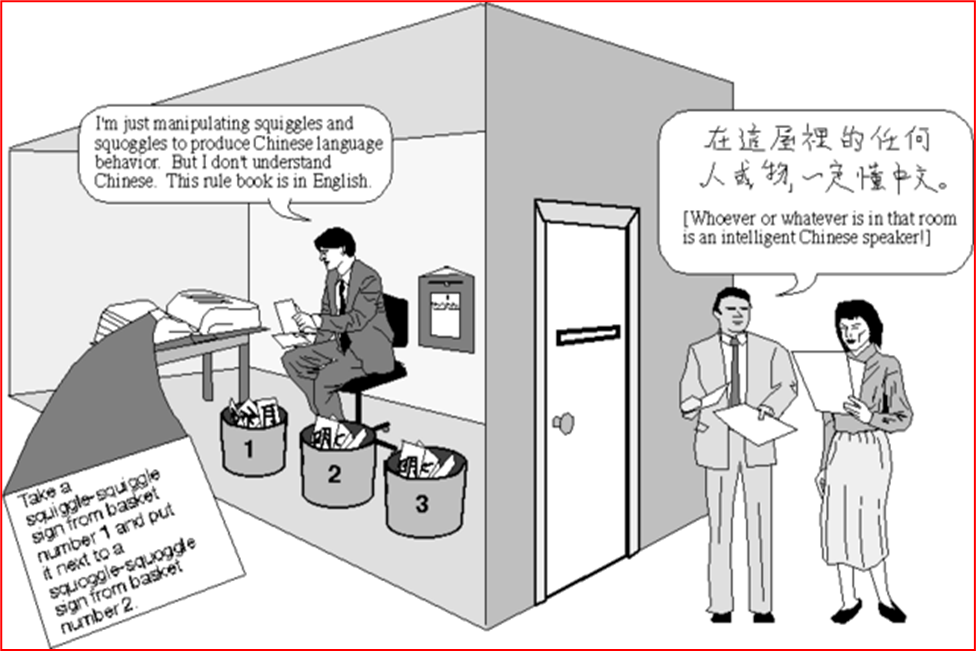 I'm just manipulating squiggles and
squoggles to produce Chinese language
behavior. But I don't understand
Chinese. This rule book is in English.
在這屋裡的任何
人或物，一定懂中文。
[Whoever or whatever is in that room
is an intelligent Chinese speaker!]
1
2
3
Take a
squiggle-squiggle
sign from basket
number 1 and put
it next to a
squoggle-squoggle
sign from basket
number 2.